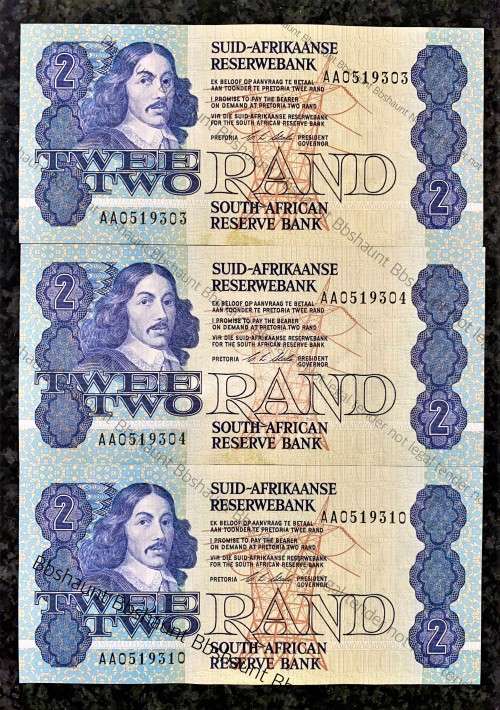 2
SUID-AFRIKAANSE
RESERWEBANK
AA0519303
EK BELOOF OP AANVRAAG TE BETAAL
AAN TOONDER TE PRETORIA TWEE RAND
I PROMISE TO PAY THE BEARER
ON DEMAND AT PRETORIA TWO RAND
VIR DIE SUID-AFRIKAANSE RESERWEBANK
FOR THE SOUTH AFRICAN RESERVE BANK
PRETORIA PRESIDENT
GOVERNOR
TWEE
TWO RAND
2
AA0519303
SOUTH AFRICAN
RESERVE BANK
2
SUID-AFRIKAANSE
RESERWEBANK
AA0519304
EK BELOOF OP AANVRAAG TE BETAAL
AAN TOONDER TE PRETORIA TWEE RAND
I PROMISE TO PAY THE BEARER
ON DEMAND AT PRETORIA TWO RAND
VIR DIE SUID-AFRIKAANSE RESERWEBANK
FOR THE SOUTH AFRICAN RESERVE BANK
PRETORIA PRESIDENT
GOVERNOR
TWEE
TWO RAND
2
AA0519304
SOUTH AFRICAN
RESERVE BANK
2
SUID-AFRIKAANSE
RESERWEBANK
AA0519310
EK BELOOF OP AANVRAAG TE BETAAL
AAN TOONDER TE PRETORIA TWEE RAND
I PROMISE TO PAY THE BEARER
ON DEMAND AT PRETORIA TWO RAND
VIR DIE SUID-AFRIKAANSE RESERWEBANK
FOR THE SOUTH AFRICAN RESERVE BANK
PRETORIA PRESIDENT
GOVERNOR
TWEE
TWO RAND
2
AA0519310
SOUTH AFRICAN
RESERVE BANK
Bbshaunt Bbshaunt Bbshaunt
not legal tender